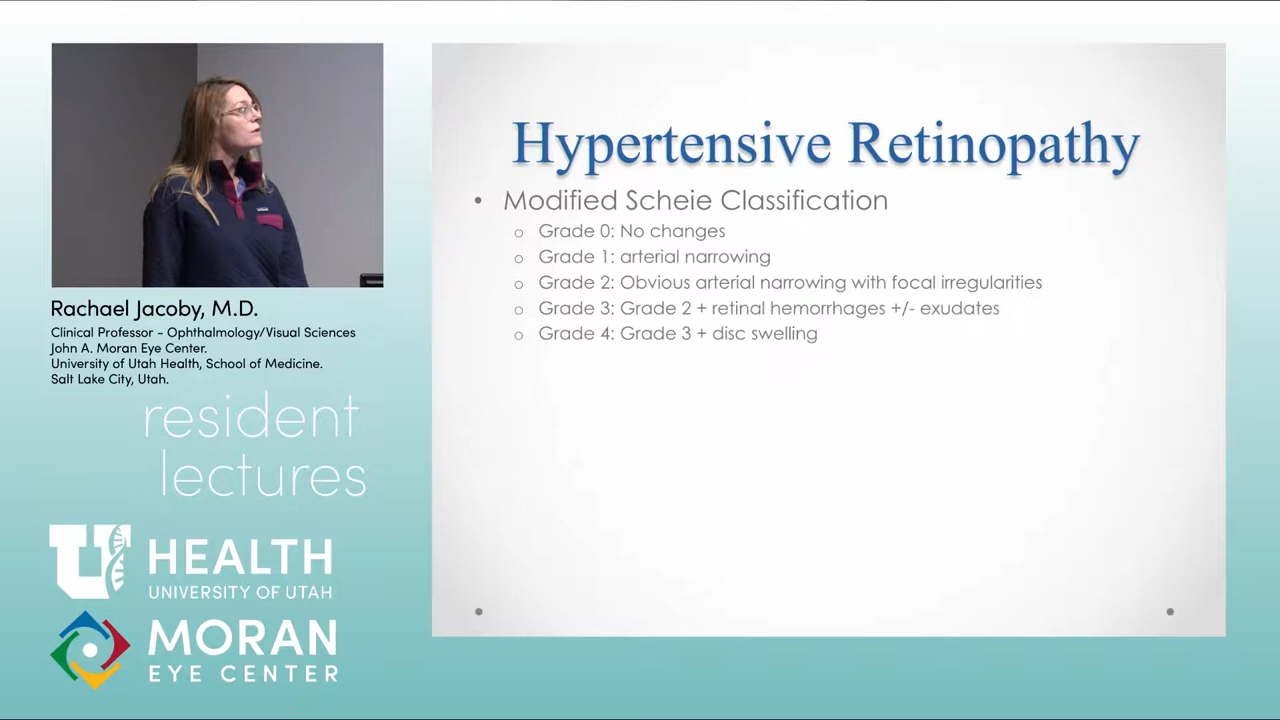 Hypertensive Retinopathy
• Modified Scheie Classification
o Grade 0: No changes
o Grade 1: arterial narrowing
o Grade 2: Obvious arterial narrowing with focal irregularities
o Grade 3: Grade 2 + retinal hemorrhages +/- exudates
o Grade 4: Grade 3 + disc swelling
Rachael Jacoby, M.D.
Clinical Professor - Ophthalmology/Visual Sciences
John A. Moran Eye Center.
University of Utah Health, School of Medicine.
Salt Lake City, Utah.
resident
lectures
U HEALTH
UNIVERSITY OF UTAH
MORAN
EYE CENTER